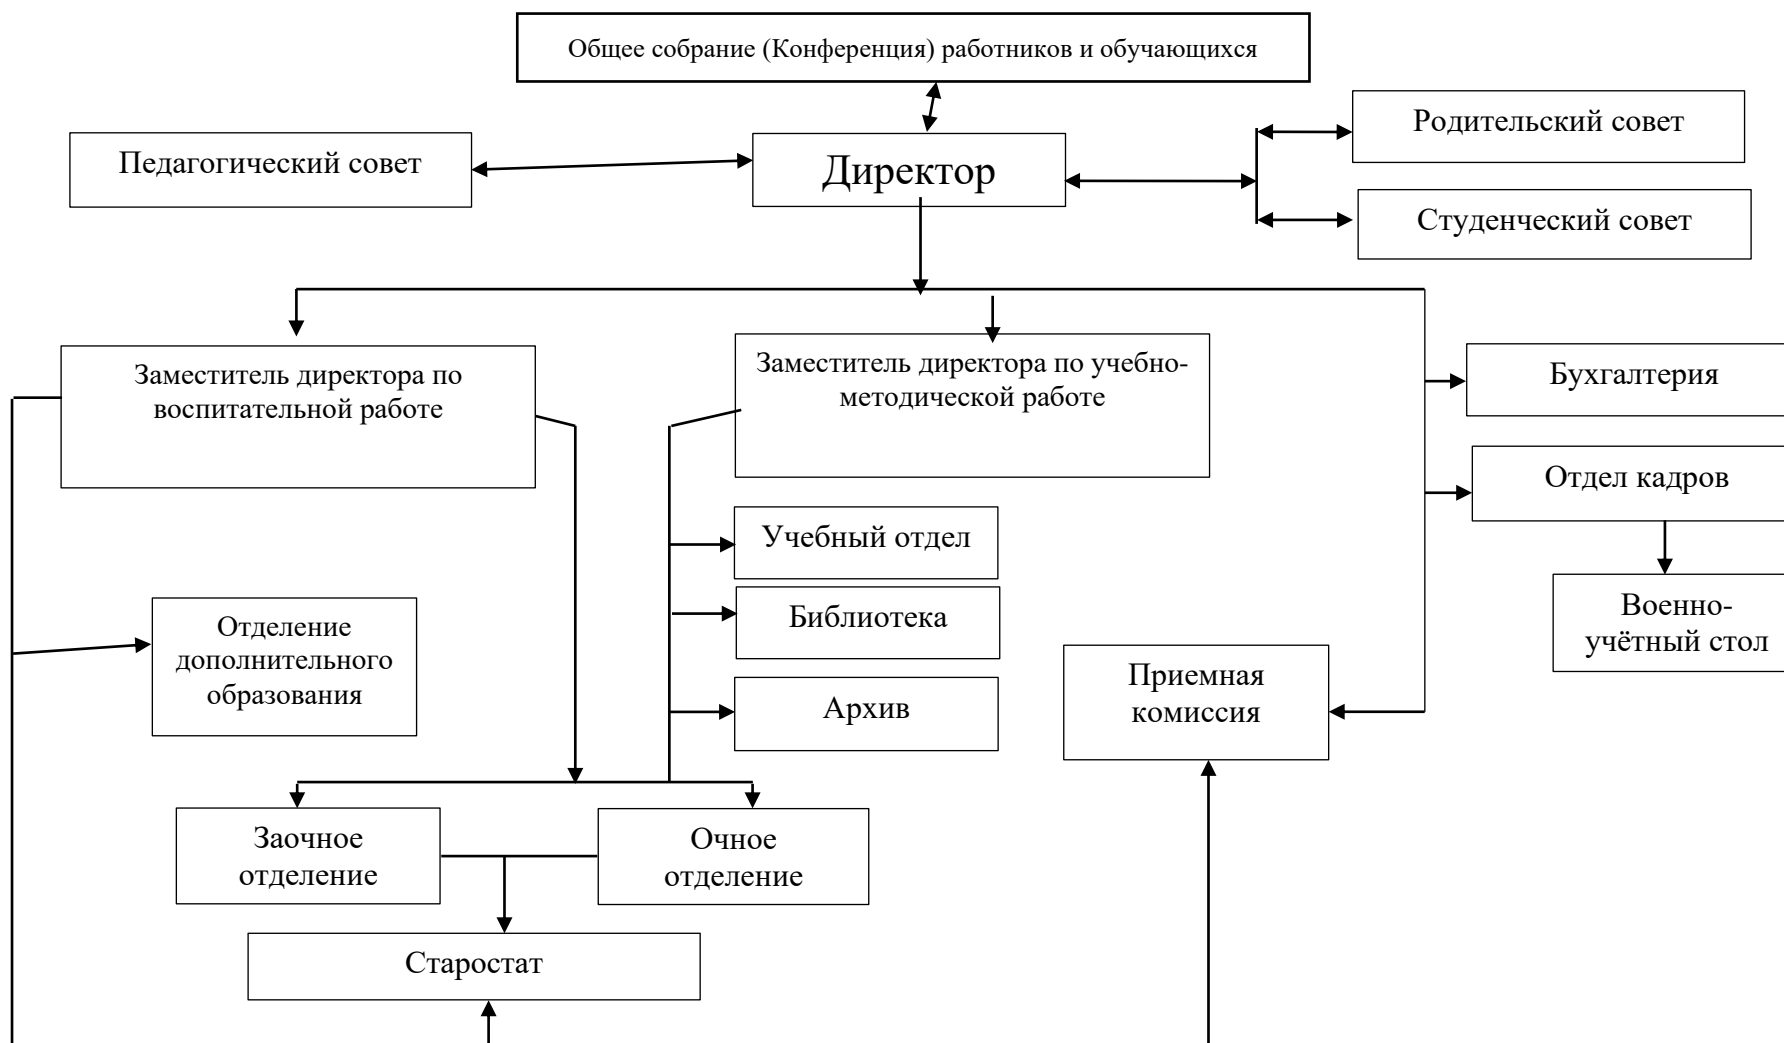 Общее собрание (Конференция) работников и обучающихся
Родительский совет
Педагогический совет
Директор
Студенческий совет
Заместитель директора по
воспитательной работе
Заместитель директора по учебно-
методической работе
Бухгалтерия
Отдел кадров
Учебный отдел
Библиотека
Военно-
учётный стол
Отделение
дополнительного
образования
Приемная
комиссия
Архив
Заочное
отделение
Очное
отделение
Старостат